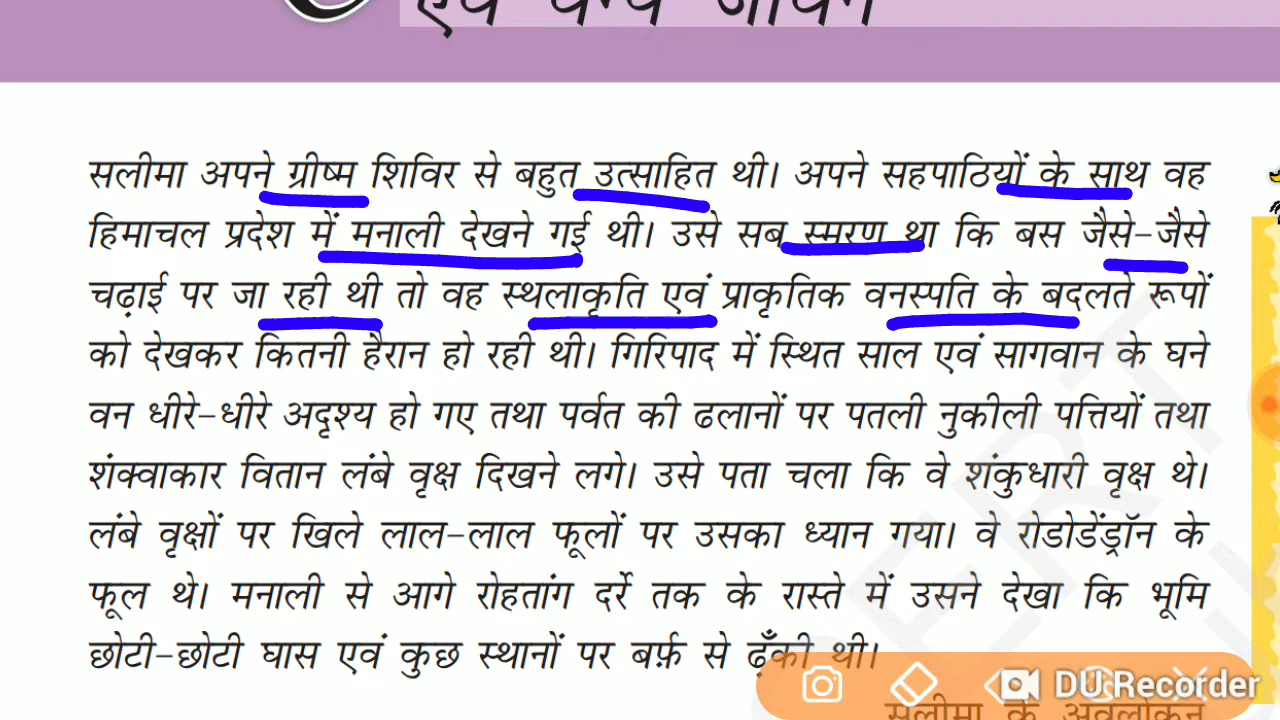 एवं वन्य जीवन
सलीमा अपने ग्रीष्म शिविर से बहुत उत्साहित थी। अपने सहपाठियों के साथ वह
हिमाचल प्रदेश में मनाली देखने गई थी। उसे सब स्मरण था कि बस जैसे-जैसे
चढ़ाई पर जा रही थी तो वह स्थलाकृति एवं प्राकृतिक वनस्पति के बदलते रूपों
को देखकर कितनी हैरान हो रही थी। गिरिपाद में स्थित साल एवं सागवान के घने
वन धीरे-धीरे अदृश्य हो गए तथा पर्वत की ढलानों पर पतली नुकीली पत्तियों तथा
शंक्वाकार वितान लंबे वृक्ष दिखने लगे। उसे पता चला कि वे शंकुधारी वृक्ष थे।
लंबे वृक्षों पर खिले लाल-लाल फूलों पर उसका ध्यान गया। वे रोडोडेंड्रॉन के
फूल थे। मनाली से आगे रोहतांग दर्रे तक के रास्ते में उसने देखा कि भूमि
छोटी-छोटी घास एवं कुछ स्थानों पर बर्फ़ से ढ़ँकी थी।
DU Recorder
सलीमा के अवलोकन